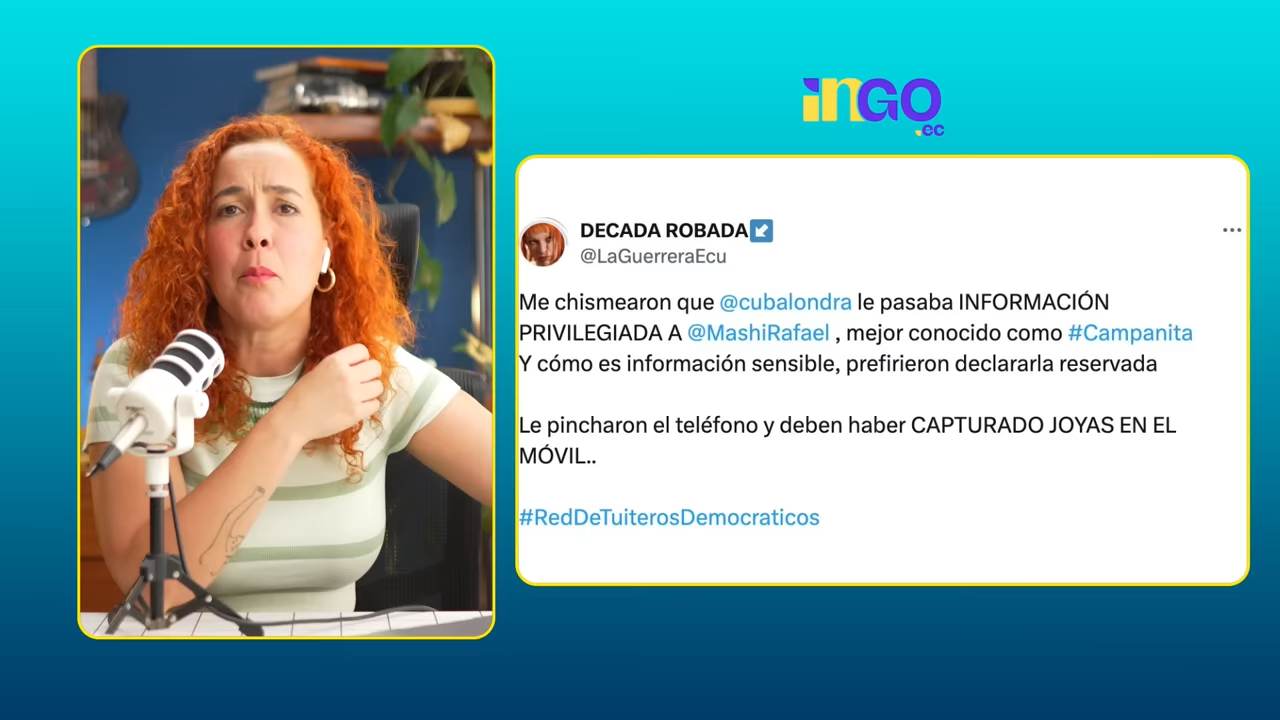 inGO
.ec
DECADA ROBADA
@LaGuerreraEcu
Me chismearon que @cubalondra le pasaba INFORMACIÓN
PRIVILEGIADA A @MashiRafael , mejor conocido como #Campanita
Y cómo es información sensible, prefirieron declararla reservada
Le pincharon el teléfono y deben haber CAPTURADO JOYAS EN EL
MÓVIL..
#RedDeTuiterosDemocraticos